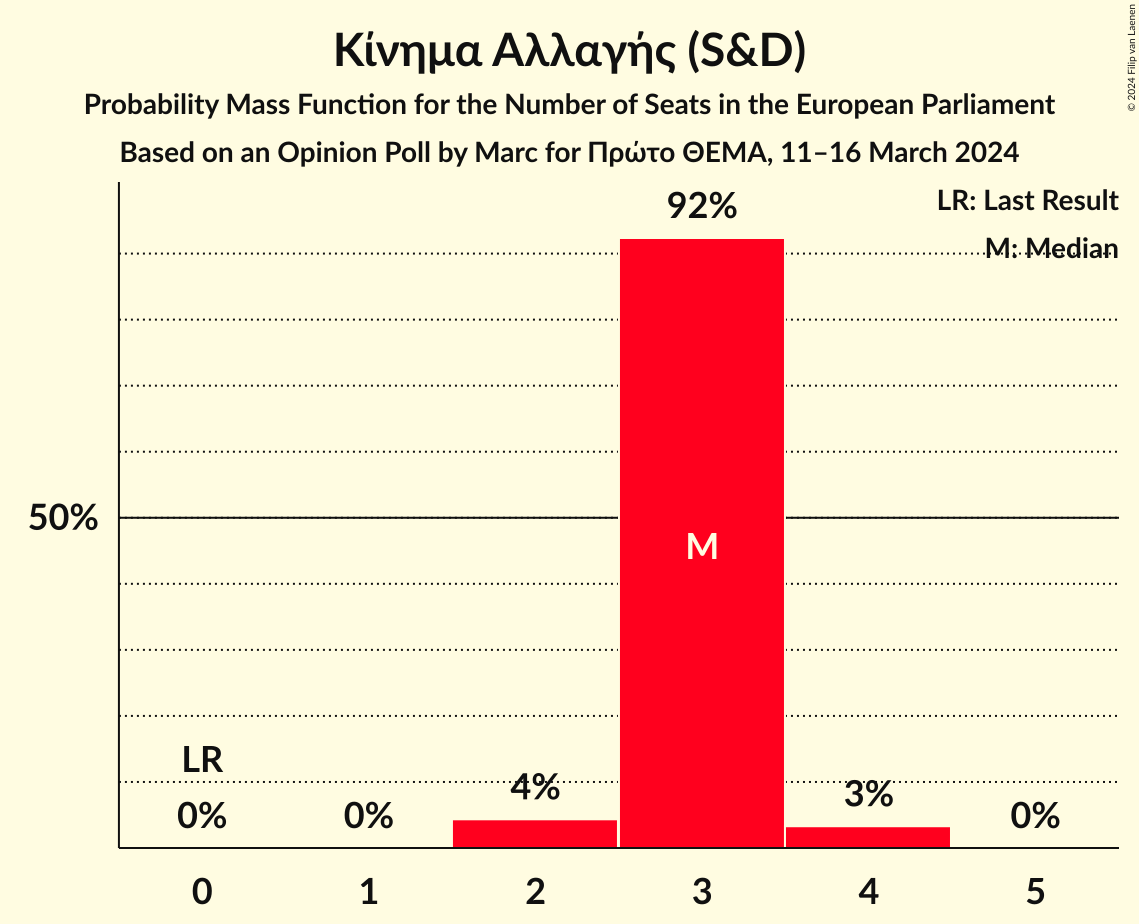 Κίνημα Αλλαγής (S&D)
Probability Mass Function for the Number of Seats in the European Parliament
Based on an Opinion Poll by Marc for Πρώτο ΘΕΜΑ, 11–16 March 2024
© 2024 Filip van Laenen
LR: Last Result
M: Median
92%
50%
M
LR
0%
0%
4%
3%
0%
0 1 2 3 4 5